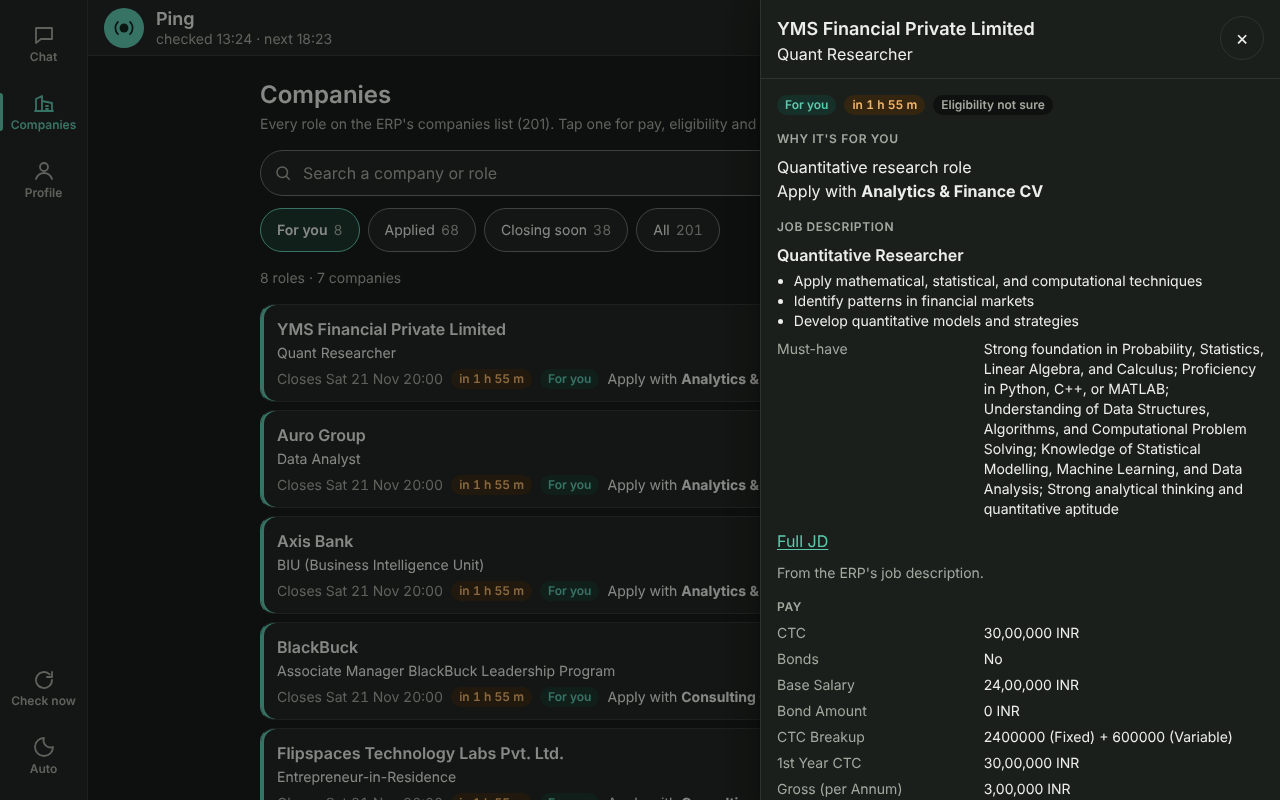 Chat
Companies
Profile
Check now
Auto
Ping
checked 13:24 · next 18:23
Companies
Every role on the ERP's companies list (201). Tap one for pay, eligibility and
Search a company or role
For you 8
Applied 68
Closing soon 38
All 201
8 roles · 7 companies
YMS Financial Private Limited
Quant Researcher
Closes Sat 21 Nov 20:00 in 1 h 55 m For you Apply with Analytics &
Auro Group
Data Analyst
Closes Sat 21 Nov 20:00 in 1 h 55 m For you Apply with Analytics &
Axis Bank
BIU (Business Intelligence Unit)
Closes Sat 21 Nov 20:00 in 1 h 55 m For you Apply with Analytics &
BlackBuck
Associate Manager BlackBuck Leadership Program
Closes Sat 21 Nov 20:00 in 1 h 55 m For you Apply with Consulting
Flipspaces Technology Labs Pvt. Ltd.
Entrepreneur-in-Residence
Closes Sat 21 Nov 20:00 in 1 h 55 m For you Apply with
YMS Financial Private Limited
Quant Researcher
For you in 1 h 55 m Eligibility not sure
WHY IT'S FOR YOU
Quantitative research role
Apply with Analytics & Finance CV
JOB DESCRIPTION
Quantitative Researcher
• Apply mathematical, statistical, and computational techniques
• Identify patterns in financial markets
• Develop quantitative models and strategies
Must-have Strong foundation in Probability, Statistics,
Linear Algebra, and Calculus; Proficiency
in Python, C++, or MATLAB;
Understanding of Data Structures,
Algorithms, and Computational Problem
Solving; Knowledge of Statistical
Modelling, Machine Learning, and Data
Analysis; Strong analytical thinking and
quantitative aptitude
Full JD
From the ERP's job description.
PAY
CTC 30,00,000 INR
Bonds No
Base Salary 24,00,000 INR
Bond Amount 0 INR
CTC Breakup 2400000 (Fixed) + 600000 (Variable)
1st Year CTC 30,00,000 INR
Gross (per Annum) 3,00,000 INR